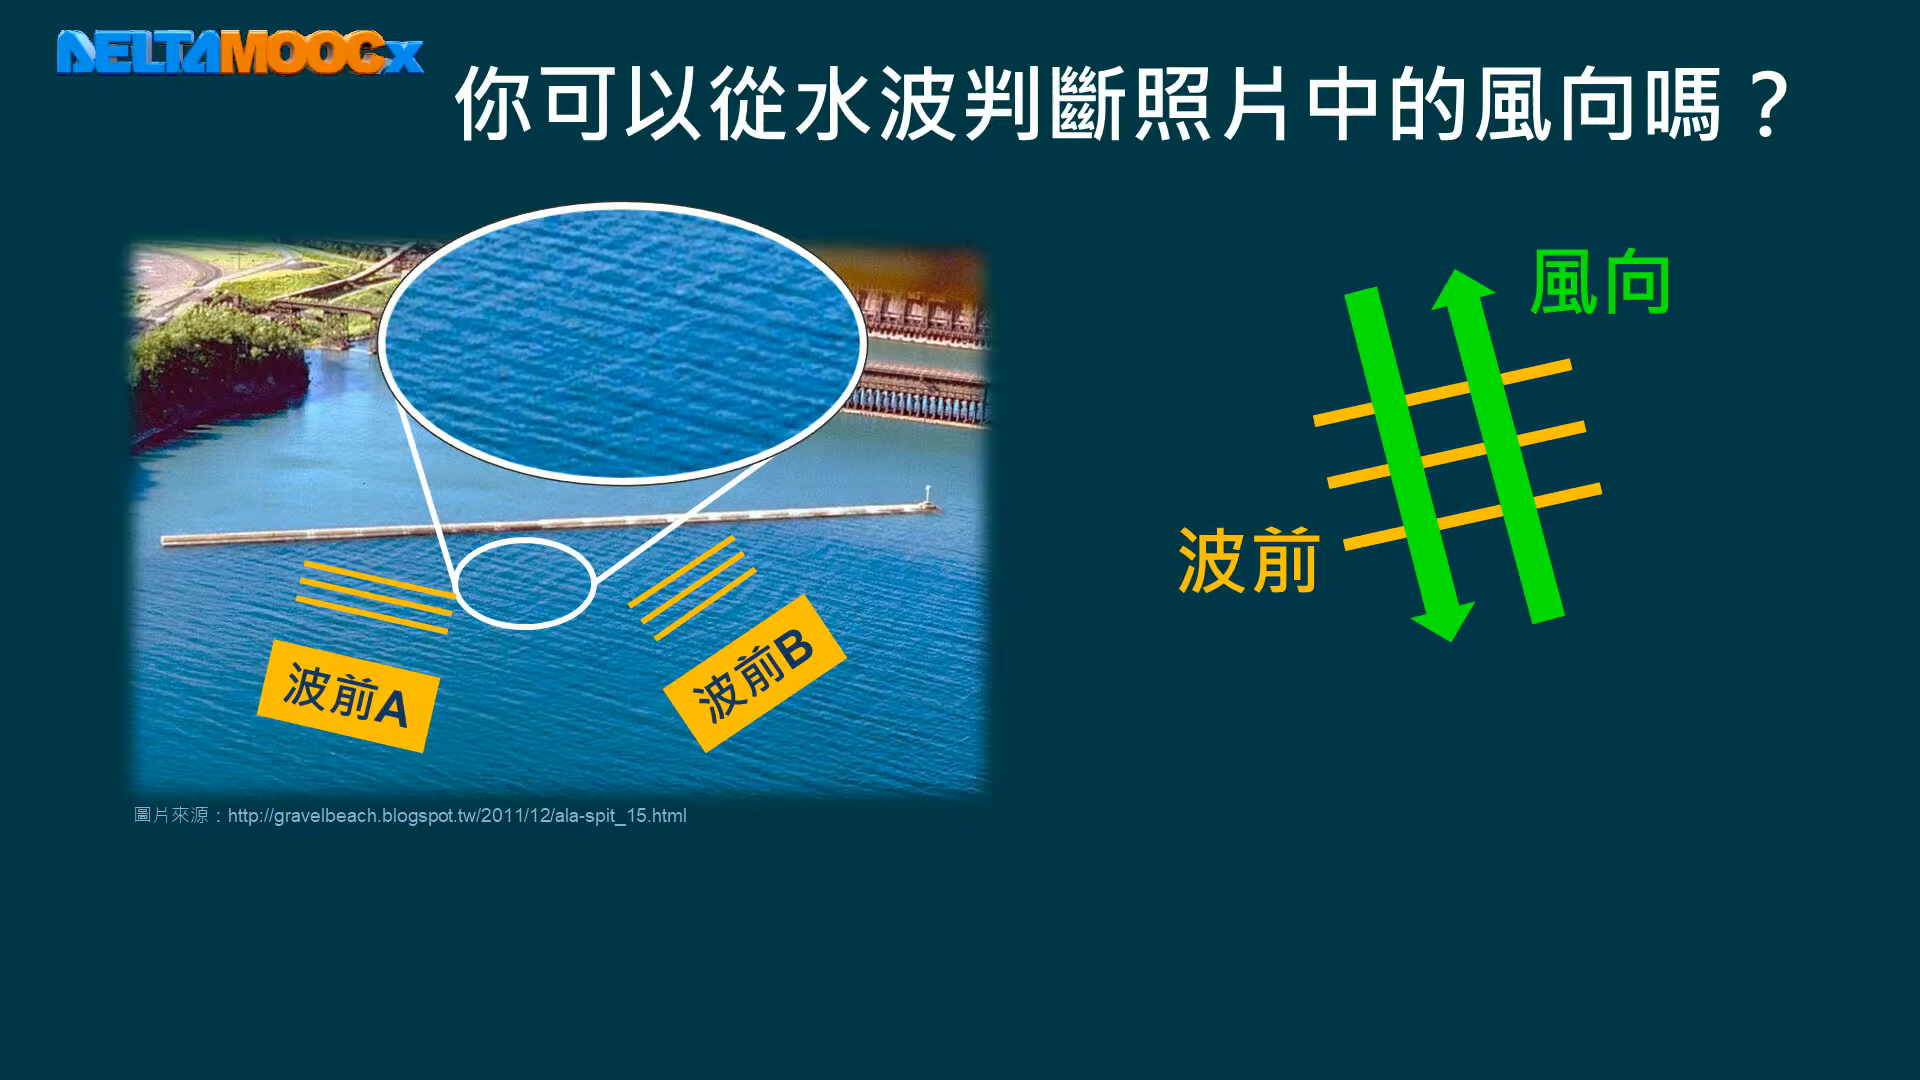 DELTAMOOCx
你可以從水波判斷照片中的風向嗎？
風向
波前
波前A
波前B
圖片來源：http://gravelbeach.blogspot.tw/2011/12/ala-spit_15.html